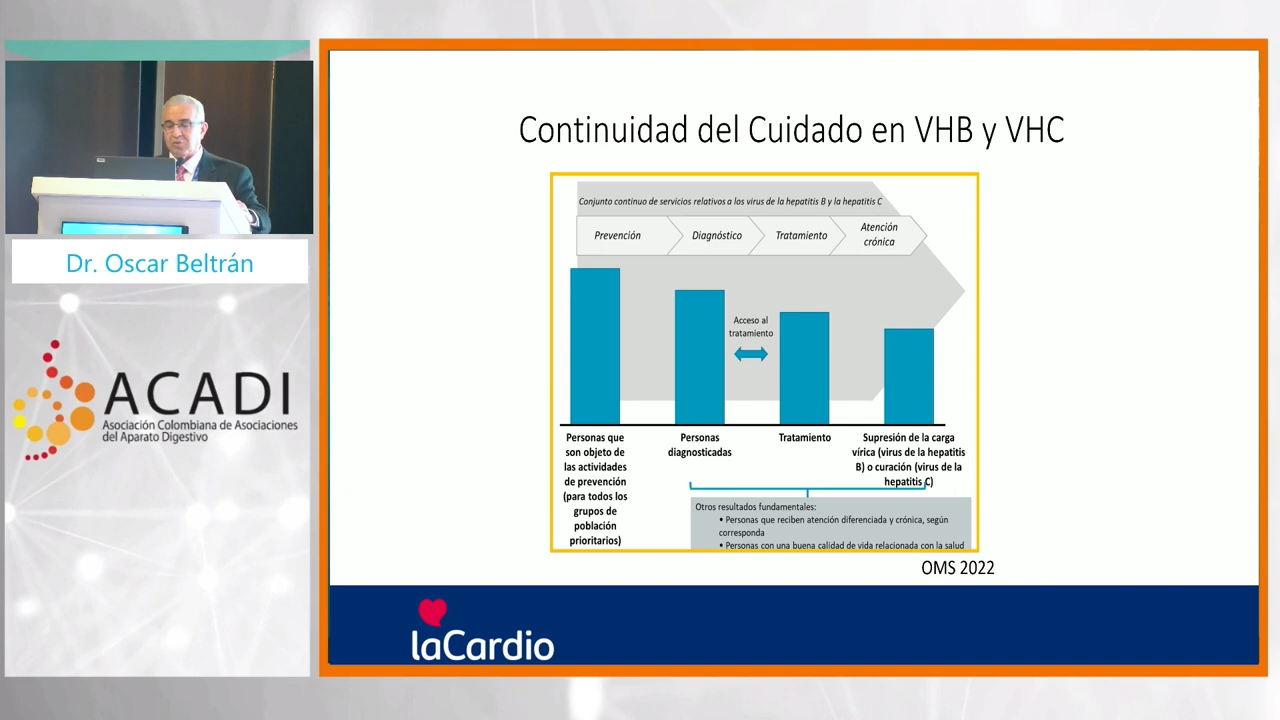 Continuidad del Cuidado en VHB y VHC
Conjunto continuo de servicios relativos a los virus de la hepatitis B y la hepatitis C
Prevención
Diagnóstico
Tratamiento
Atención
crónica
Acceso al
tratamiento
Personas que
son objeto de
las actividades
de prevención
(para todos los
grupos de
población
prioritarios)
Personas
diagnosticadas
Tratamiento
Supresión de la carga
vírica (virus de la hepatitis
B) o curación (virus de la
hepatitis C)
Otros resultados fundamentales:
• Personas que reciben atención diferenciada y crónica, según
corresponda
• Personas con una buena calidad de vida relacionada con la salud
OMS 2022
laCardio
Dr. Oscar Beltrán
ACADI
Asociación Colombiana de Asociaciones
del Aparato Digestivo